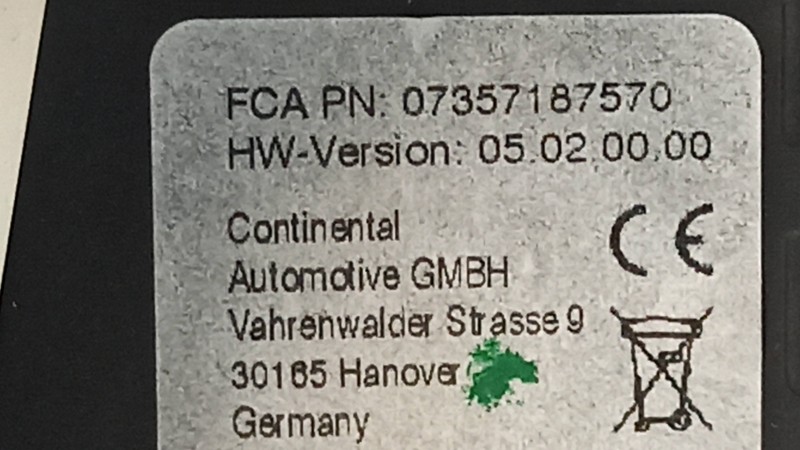 FCA PN: 07357187570
HW-Version: 05.02.00.00
Continental
Automotive GMBH
Vahrenwalder Strasse 9
30165 Hanover
Germany
CE